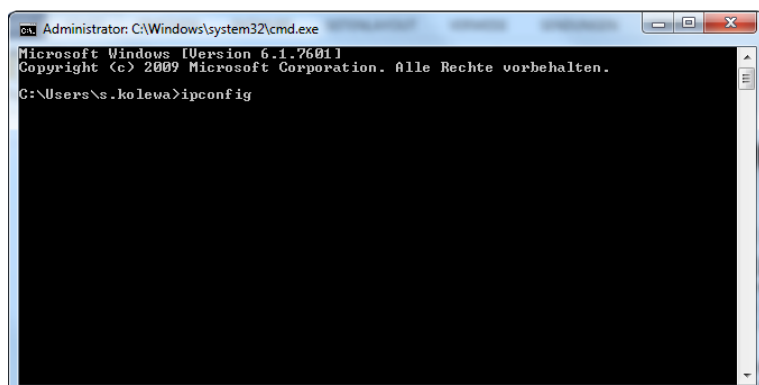 Administrator: C:\Windows\system32\cmd.exe
Microsoft Windows [Version 6.1.7601]
Copyright (c) 2009 Microsoft Corporation. Alle Rechte vorbehalten.
C:\Users\s.kolewa>ipconfig